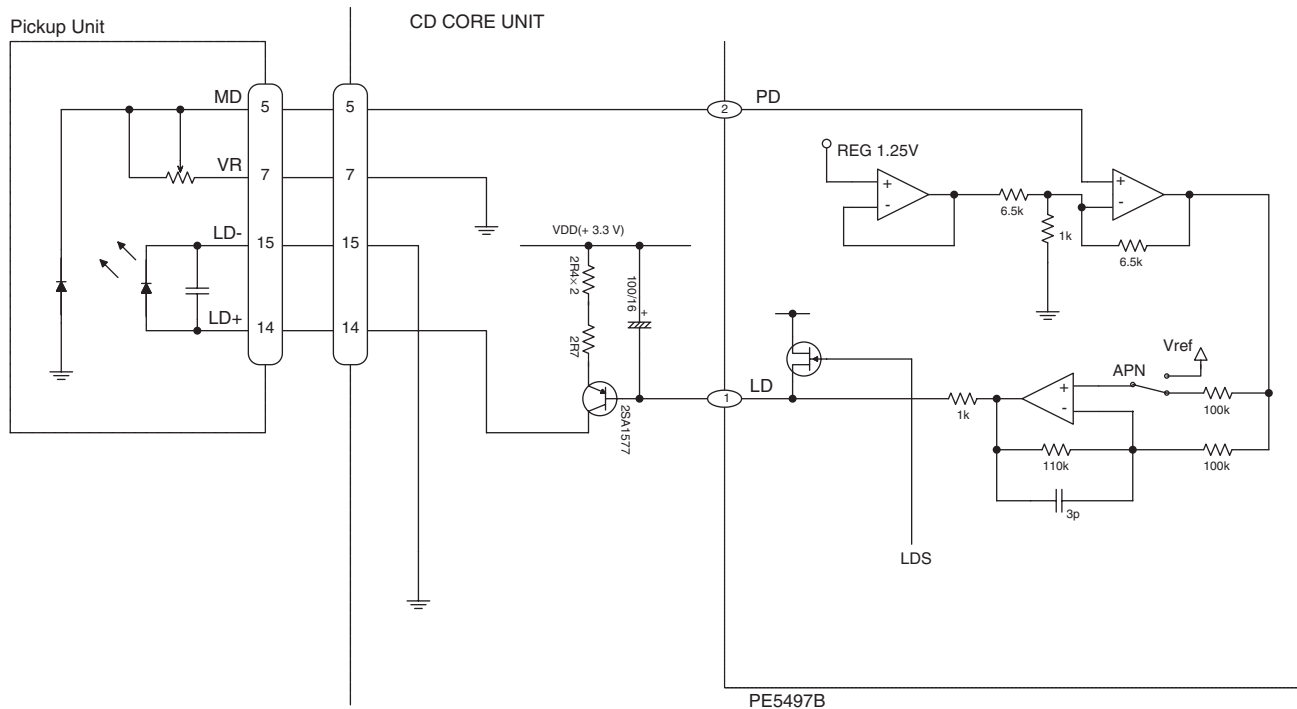 CD CORE UNIT
Pickup Unit
MD
5
5
2
PD
VR
7
7
REG 1.25V
+
-
6.5k
1k
+
-
6.5k
LD-
15
15
VDD(+ 3.3 V)
2R4× 2
100/16
+
2R7
LD+
14
14
2SA1577
1
LD
1k
+
-
APN
Vref
100k
110k
100k
3p
LDS
PE5497B